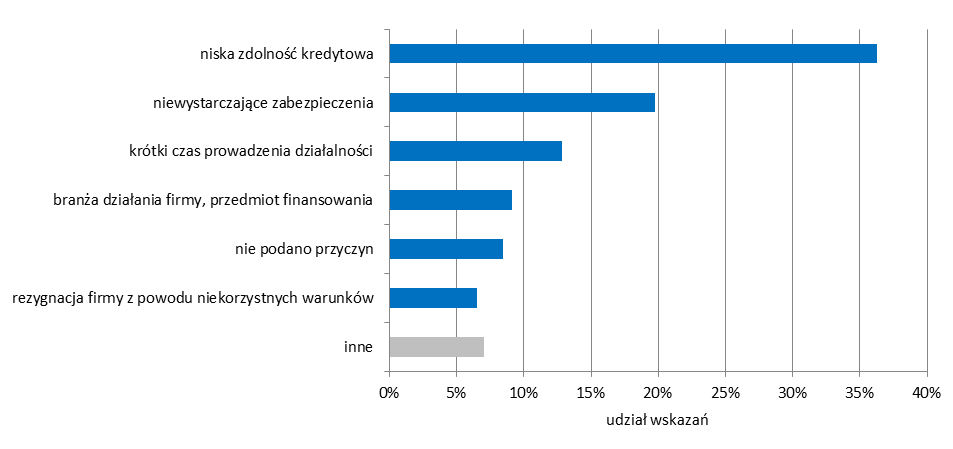 niska zdolność kredytowa
niewystarczające zabezpieczenia
krótki czas prowadzenia działalności
branża działania firmy, przedmiot finansowania
nie podano przyczyn
rezygnacja firmy z powodu niekorzystnych warunków
inne
0% 5% 10% 15% 20% 25% 30% 35% 40%
udział wskazań